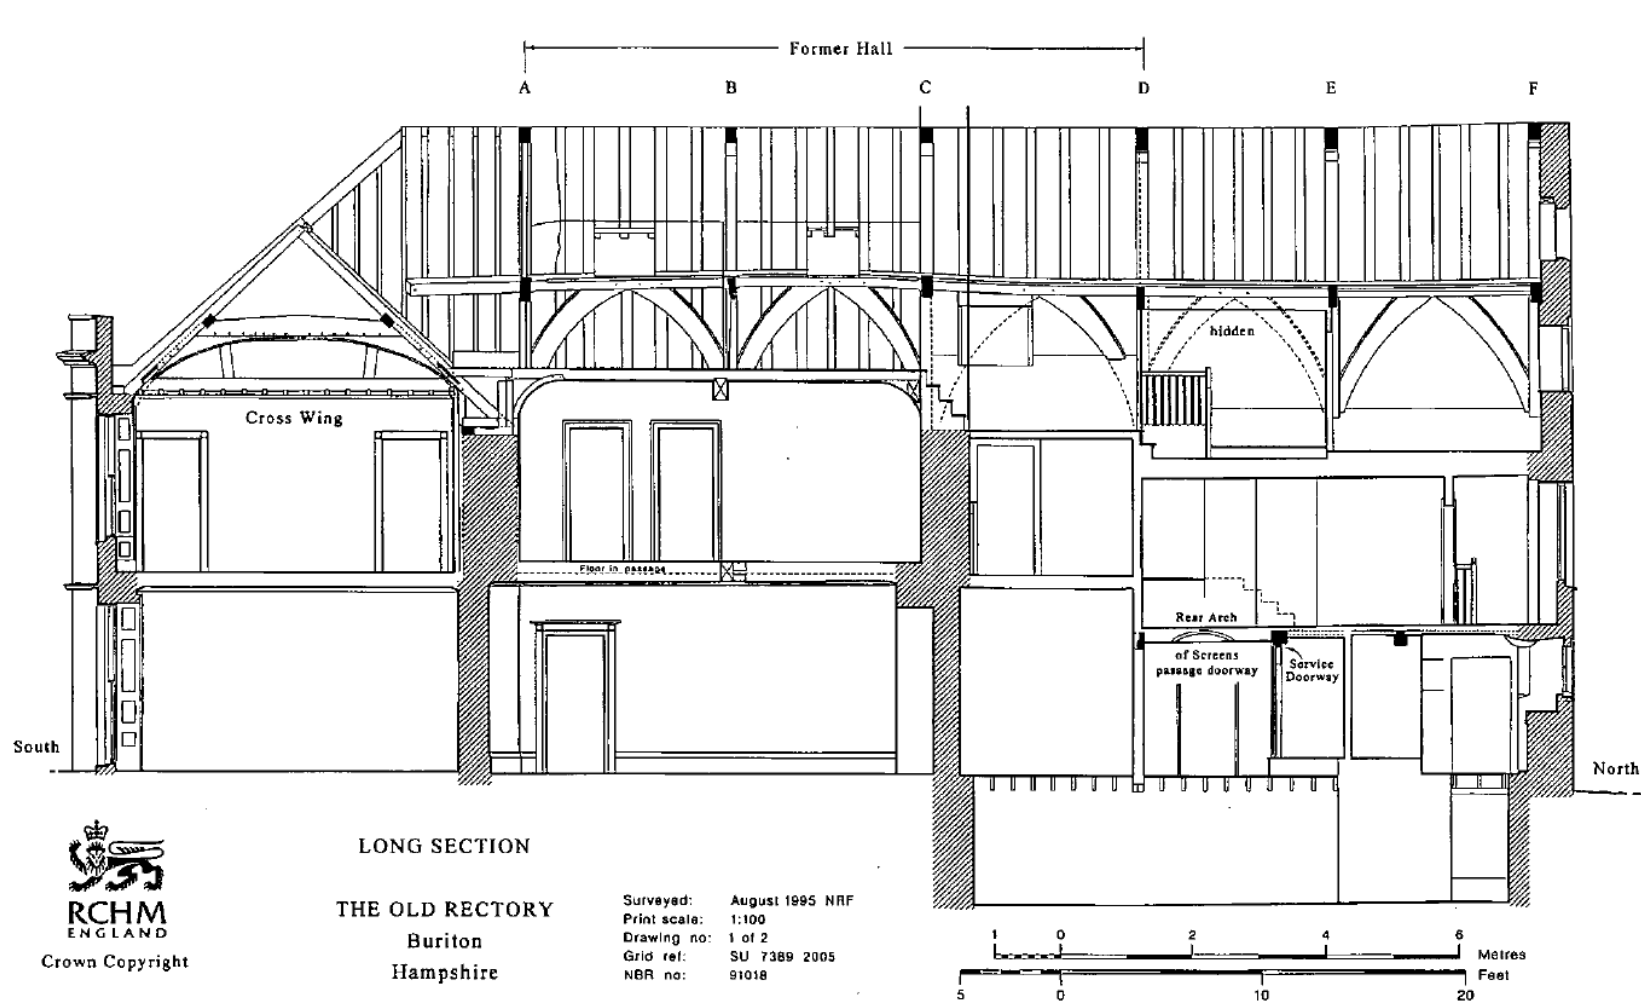 Former Hall
A B C D E F
hidden
Cross Wing
Floor in passage
Rear Arch
of Screens
passage doorway
Service
Doorway
South
North
RCHM
ENGLAND
Crown Copyright
LONG SECTION
THE OLD RECTORY
Buriton
Hampshire
Surveyed: August 1995 NRF
Print scale: 1:100
Drawing no: 1 of 2
Grid ref: SU 7389 2005
NBR no: 91018
1 0 2 4 6
Metres
Feet
5 0 10 20